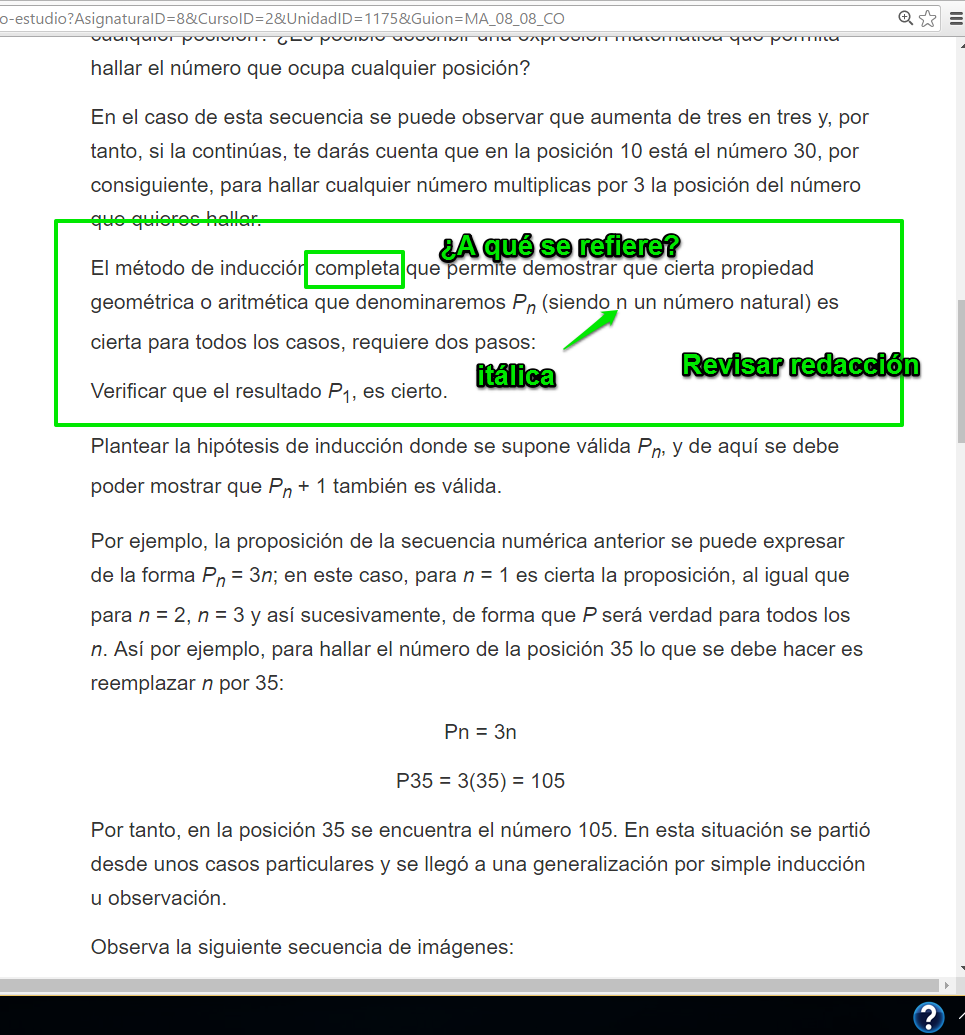 o-estudio?AsignaturaID=8&CursoID=2&UnidadID=1175&Guion=MA_08_08_CO
cualquier posición? ¿Es posible describir una expresión matemática que permita
hallar el número que ocupa cualquier posición?
En el caso de esta secuencia se puede observar que aumenta de tres en tres y, por
tanto, si la continúas, te darás cuenta que en la posición 10 está el número 30, por
consiguiente, para hallar cualquier número multiplicas por 3 la posición del número
que quieres hallar.
¿A qué se refiere?
El método de inducción completa que permite demostrar que cierta propiedad
geométrica o aritmética que denominaremos Pn (siendo n un número natural) es
cierta para todos los casos, requiere dos pasos:
itálica
Revisar redacción
Verificar que el resultado P1, es cierto.
Plantear la hipótesis de inducción donde se supone válida Pn, y de aquí se debe
poder mostrar que Pn + 1 también es válida.
Por ejemplo, la proposición de la secuencia numérica anterior se puede expresar
de la forma Pn = 3n; en este caso, para n = 1 es cierta la proposición, al igual que
para n = 2, n = 3 y así sucesivamente, de forma que P será verdad para todos los
n. Así por ejemplo, para hallar el número de la posición 35 lo que se debe hacer es
reemplazar n por 35:
Pn = 3n
P35 = 3(35) = 105
Por tanto, en la posición 35 se encuentra el número 105. En esta situación se partió
desde unos casos particulares y se llegó a una generalización por simple inducción
u observación.
Observa la siguiente secuencia de imágenes:
?